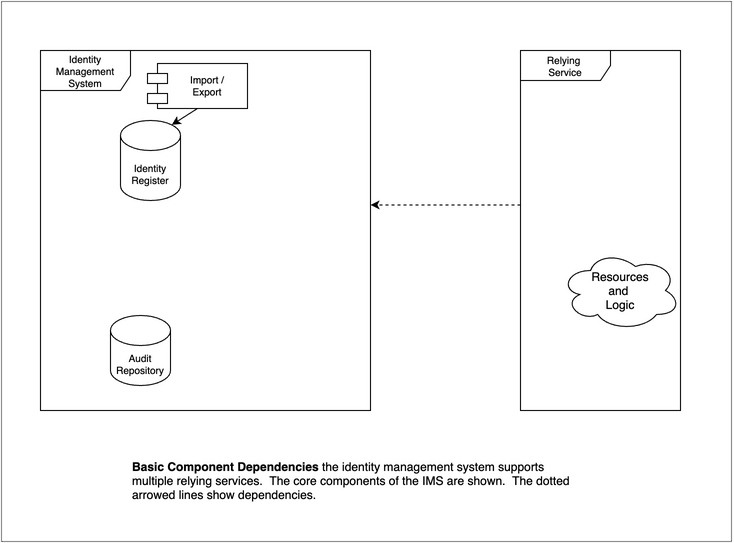 Identity
Management
System
Import /
Export
Relying
Service
Identity
Register
Resources
and
Logic
Audit
Repository
Basic Component Dependencies the identity management system supports
multiple relying services.  The core components of the IMS are shown.  The dotted
arrowed lines show dependencies.